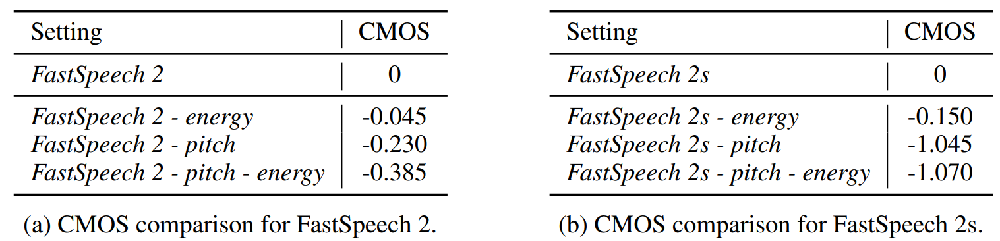 Setting CMOS
FastSpeech 2 0
FastSpeech 2 - energy -0.045
FastSpeech 2 - pitch -0.230
FastSpeech 2 - pitch - energy -0.385
(a) CMOS comparison for FastSpeech 2.
Setting CMOS
FastSpeech 2s 0
FastSpeech 2s - energy -0.150
FastSpeech 2s - pitch -1.045
FastSpeech 2s - pitch - energy -1.070
(b) CMOS comparison for FastSpeech 2s.